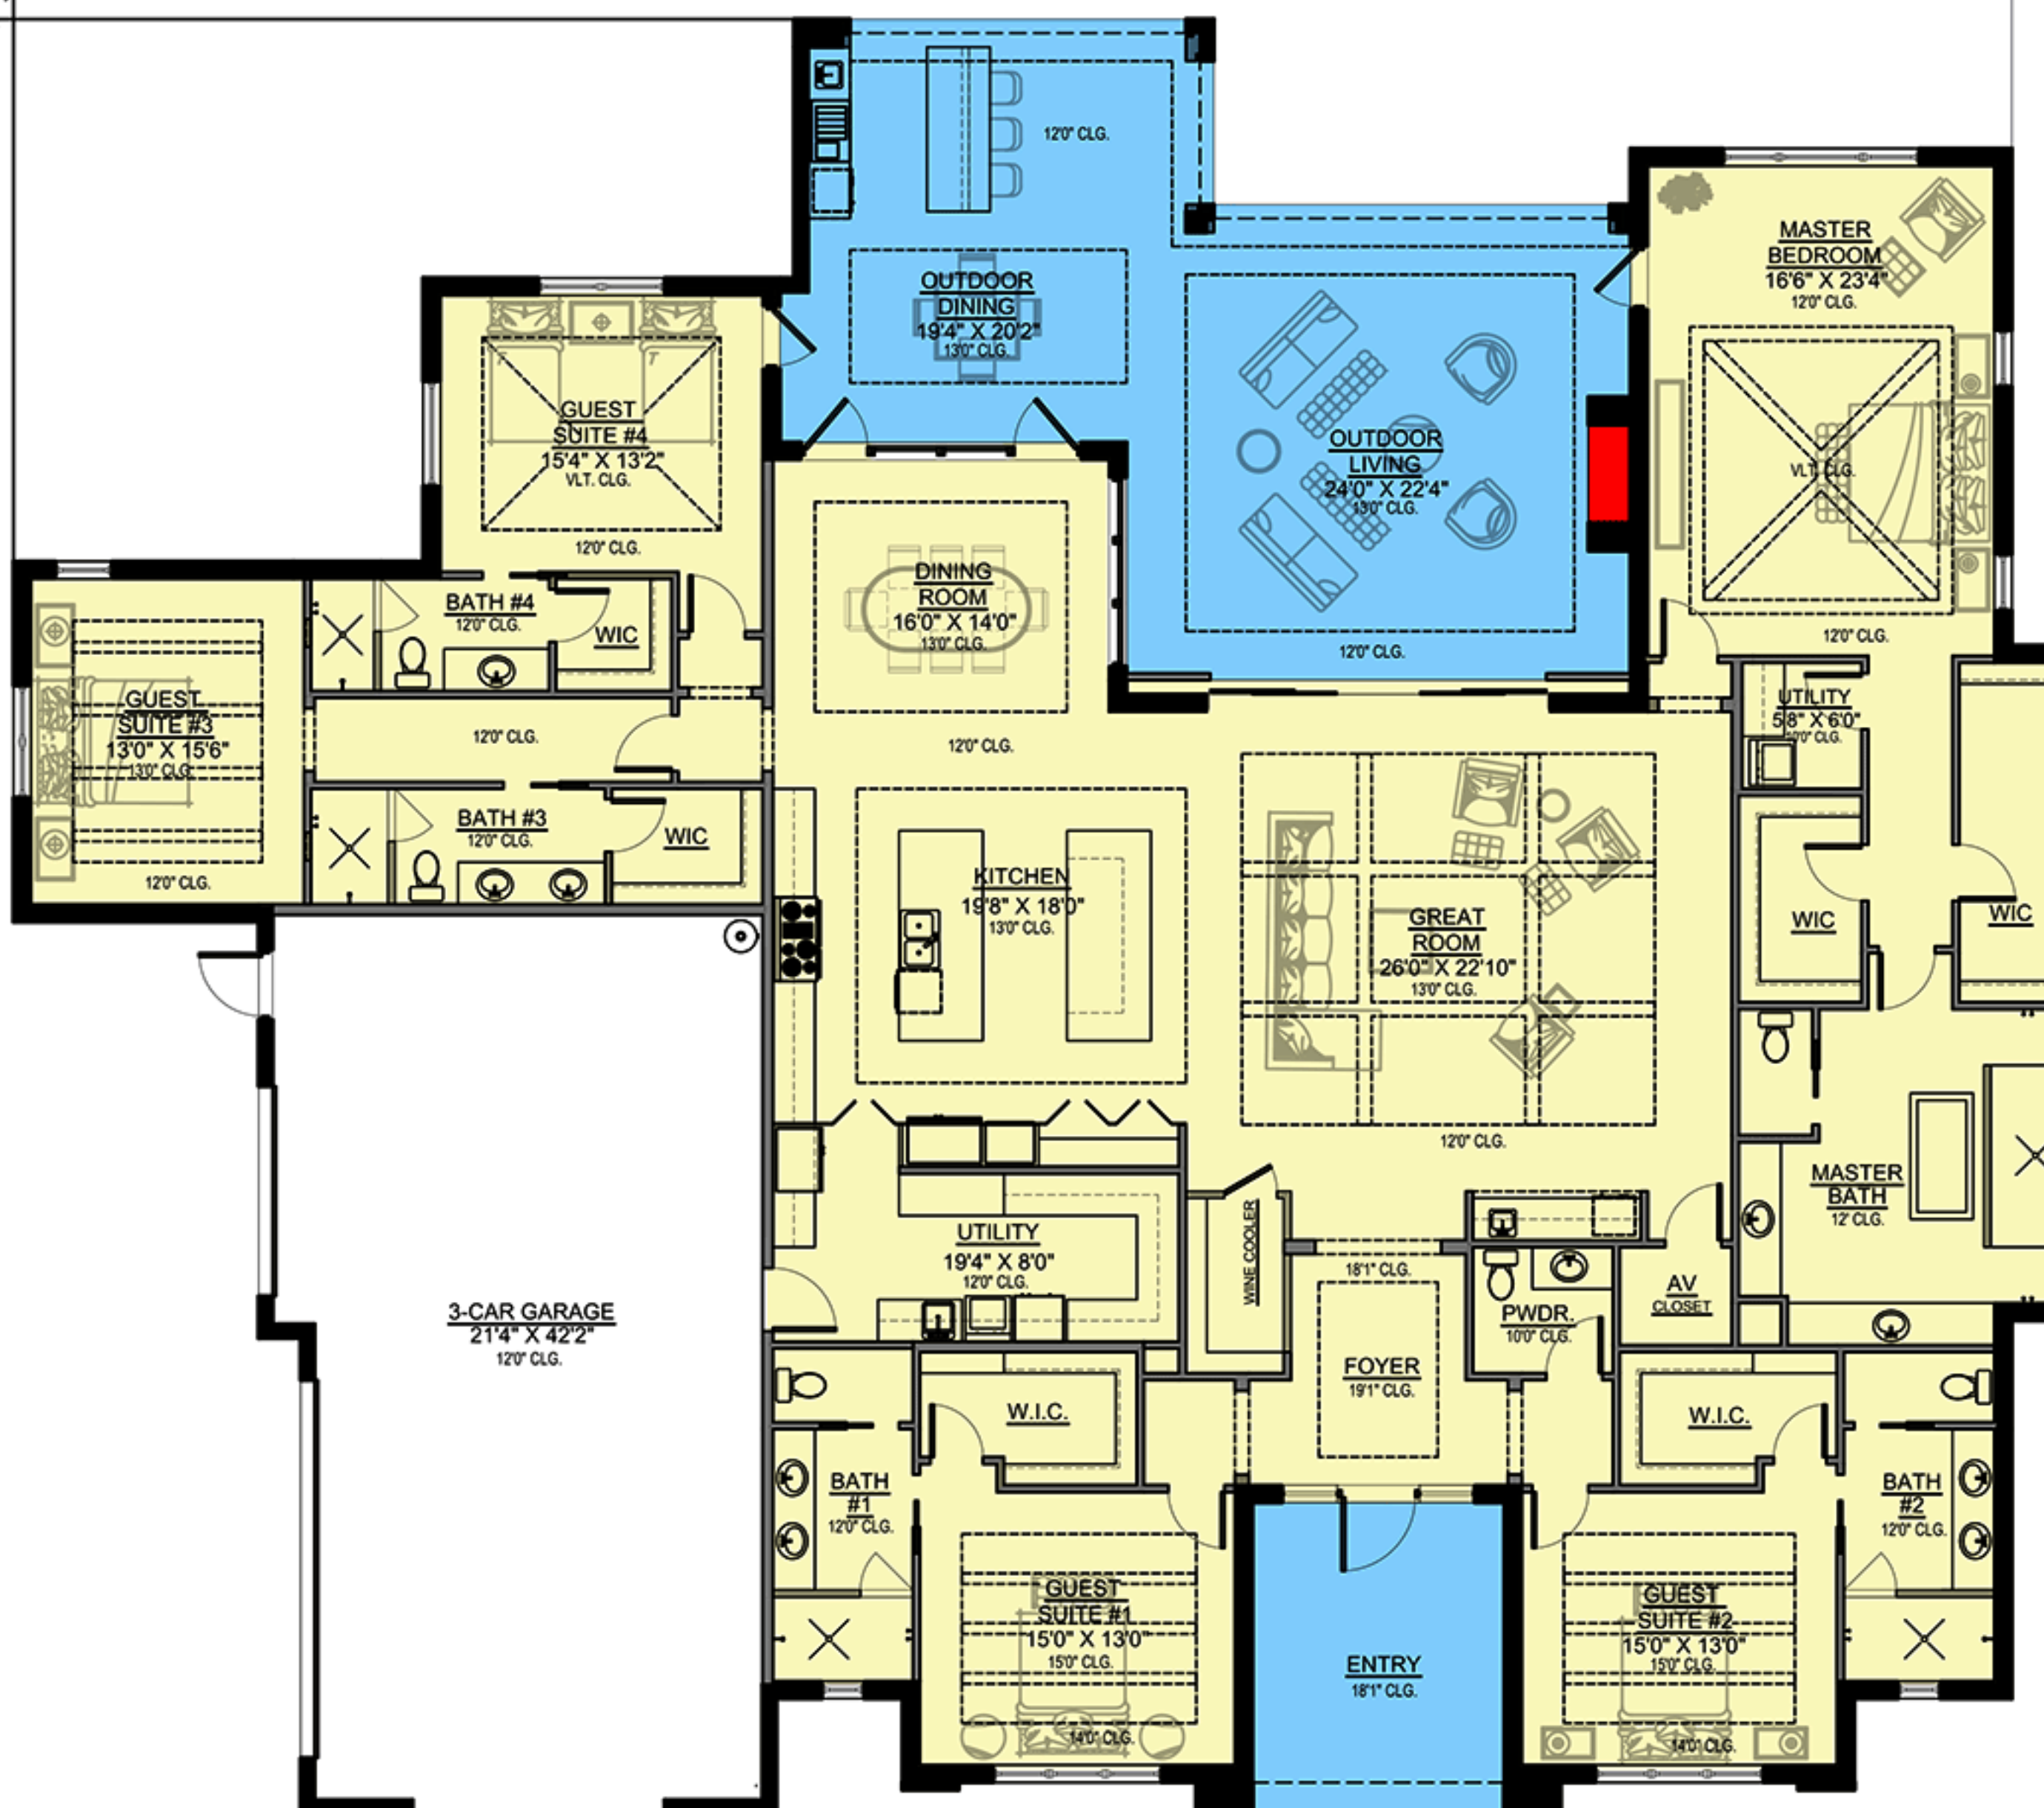 12'0" CLG.
OUTDOOR
DINING
19'4" X 20'2"
13'0" CLG.
MASTER
BEDROOM
16'6" X 23'4"
12'0" CLG.
VLT. CLG.
12'0" CLG.
GUEST
SUITE #4
15'4" X 13'2"
VLT. CLG.
12'0" CLG.
OUTDOOR
LIVING
24'0" X 22'4"
13'0" CLG.
12'0" CLG.
DINING
ROOM
16'0" X 14'0"
13'0" CLG.
12'0" CLG.
BATH #4
12'0" CLG.
WIC
GUEST
SUITE #3
13'0" X 15'6"
13'0" CLG.
12'0" CLG.
12'0" CLG.
BATH #3
12'0" CLG.
WIC
UTILITY
5'8" X 6'0"
10'0" CLG.
WIC
WIC
KITCHEN
19'8" X 18'0"
13'0" CLG.
GREAT
ROOM
26'0" X 22'10"
13'0" CLG.
12'0" CLG.
MASTER
BATH
12' CLG.
UTILITY
19'4" X 8'0"
12'0" CLG.
WINE COOLER
18'1" CLG.
PWDR.
10'0" CLG.
AV
CLOSET
3-CAR GARAGE
21'4" X 42'2"
12'0" CLG.
FOYER
19'1" CLG.
W.I.C.
W.I.C.
BATH
#1
12'0" CLG.
BATH
#2
12'0" CLG.
GUEST
SUITE #1
15'0" X 13'0"
15'0" CLG.
14'0" CLG.
ENTRY
18'1" CLG.
GUEST
SUITE #2
15'0" X 13'0"
15'0" CLG.
14'0" CLG.